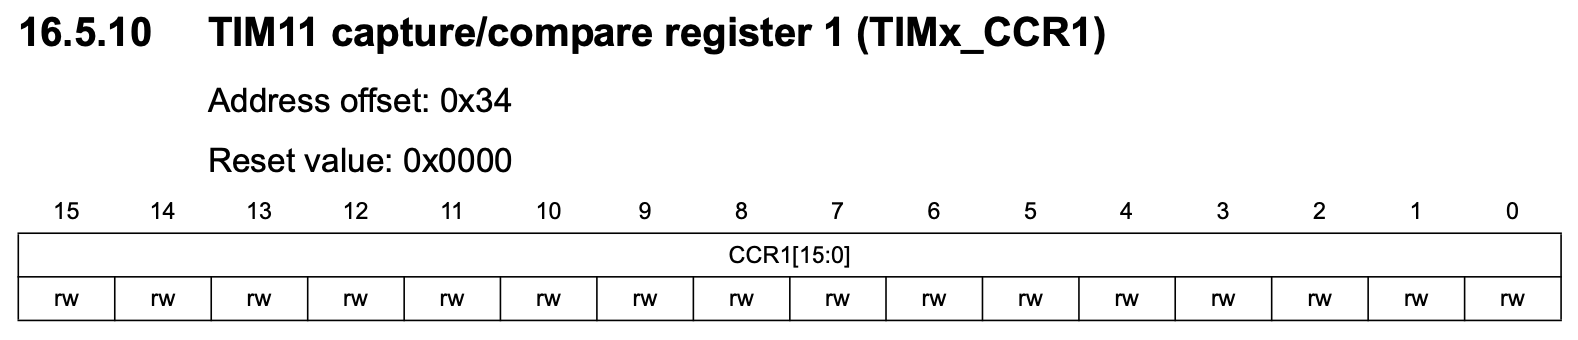 16.5.10 TIM11 capture/compare register 1 (TIMx_CCR1)
Address offset: 0x34
Reset value: 0x0000
15 14 13 12 11 10 9 8 7 6 5 4 3 2 1 0
CCR1[15:0]
rw rw rw rw rw rw rw rw rw rw rw rw rw rw rw rw